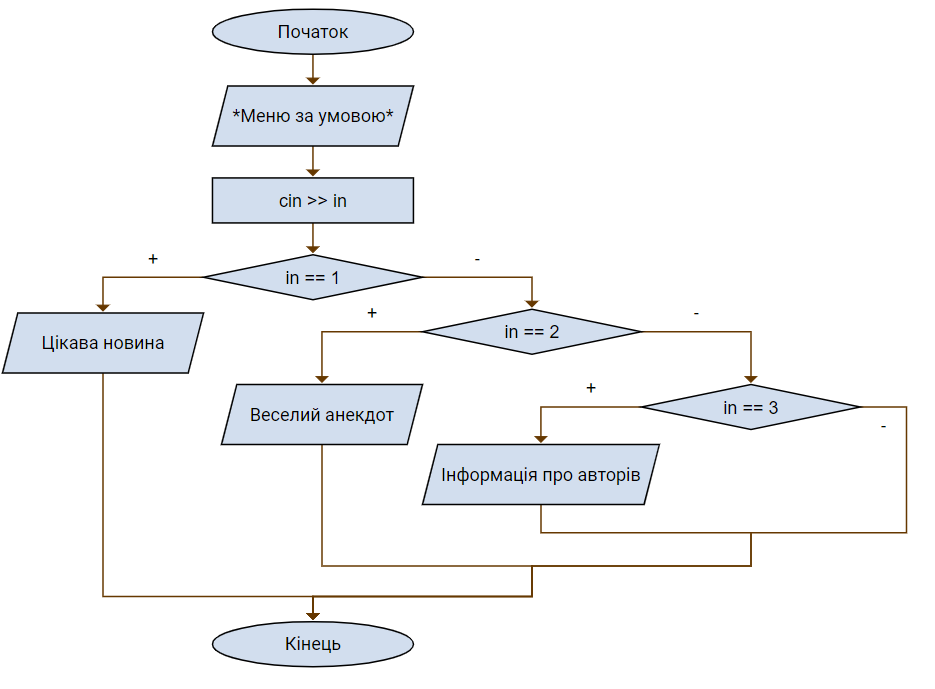 Початок
*Меню за умовою*
cin >> in
+
-
in == 1
+
-
in == 2
Цікава новина
+
in == 3
-
Веселий анекдот
Інформація про авторів
Кінець